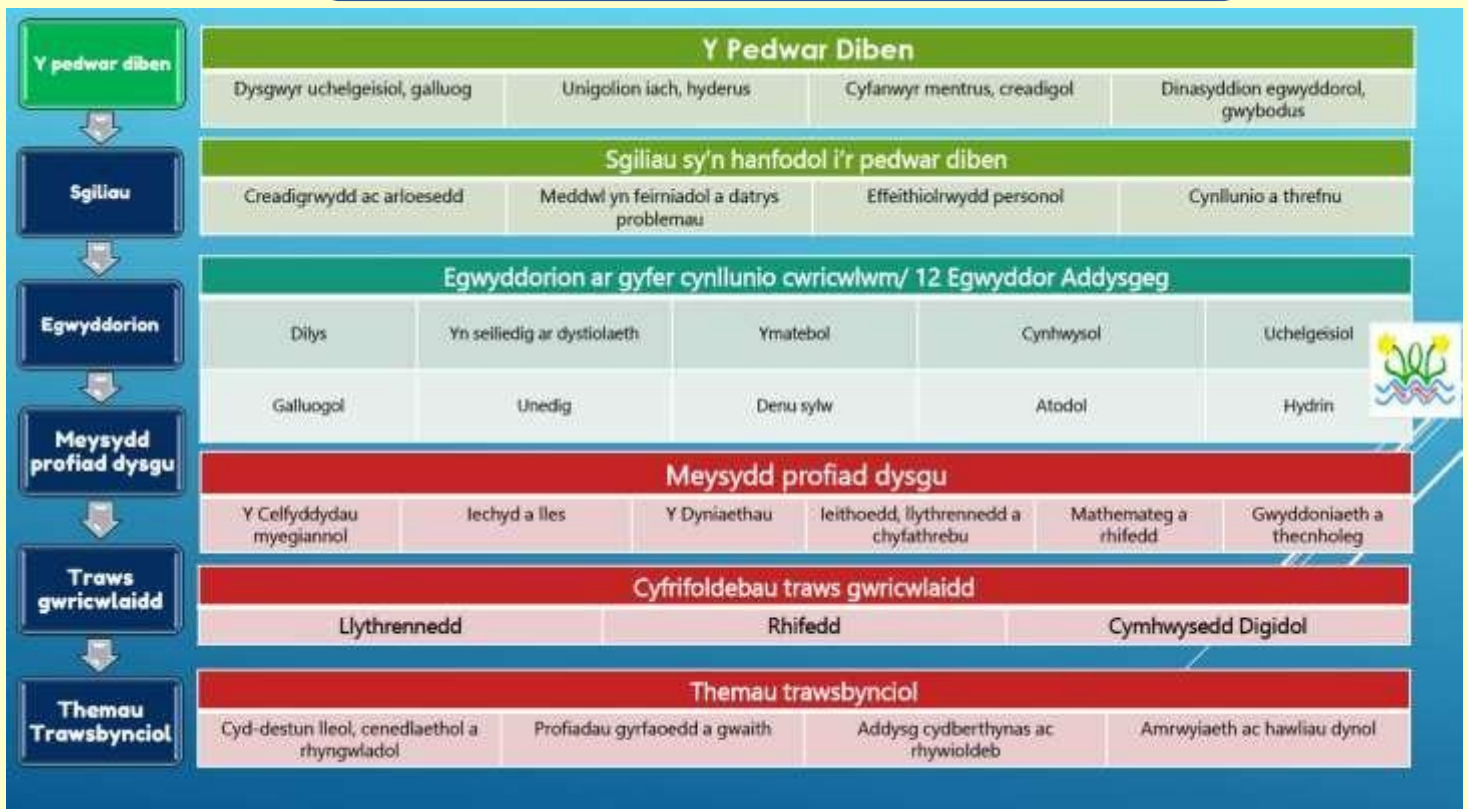 Y pedwar diben
Y Pedwar Diben
Dysgwyr uchelgeisiol, galluog
Unigolion iach, hyderus
Cyfanwyr mentrus, creadigol
Dinasyddion egwyddorol,
gwybodus
Sgiliau
Sgiliau sy'n hanfodol i'r pedwar diben
Creadigrwydd ac arloesedd
Meddwl yn feirniadol a datrys
problemau
Effeithiolrwydd personol
Cynllunio a threfnu
Egwyddorion
Egwyddorion ar gyfer cynllunio cwricwlwm/ 12 Egwyddor Addysgeg
Dilys
Yn seiliedig ar dystiolaeth
Ymatebol
Cynhwysol
Uchelgeisiol
Galluogol
Unedig
Denu sylw
Atodol
Hydrin
Meysydd
profiad dysgu
Meysydd profiad dysgu
Y Celfyddydau
myegiannol
Iechyd a lles
Y Dyniaethau
Ieithoedd, llythrennedd a
chyfathrebu
Mathemateg a
rhifedd
Gwyddoniaeth a
thecnholeg
Traws
gwricwlaidd
Cyfrifoldebau traws gwricwlaidd
Llythrennedd
Rhifedd
Cymhwysedd Digidol
Themau
Trawsbynciol
Themau trawsbynciol
Cyd-destun lleol, cenedlaethol a
rhyngwladol
Profiadau gyrfaoedd a gwaith
Addysg cydberthynas ac
rhywioldeb
Amrwyiaeth ac hawliau dynol